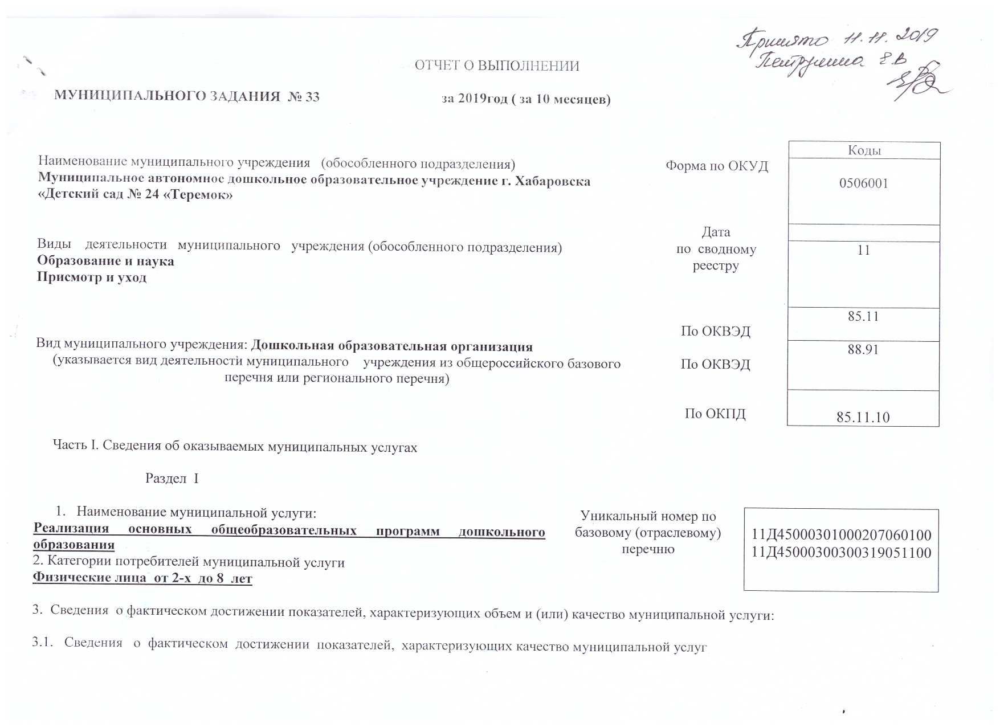 Принято 11.11.2019
Петрумина Е В
ОТЧЕТ О ВЫПОЛНЕНИИ
МУНИЦИПАЛЬНОГО ЗАДАНИЯ № 33 за 2019год ( за 10 месяцев)
Коды
Наименование муниципального учреждения (обособленного подразделения) Форма по ОКУД
Муниципальное автономное дошкольное образовательное учреждение г. Хабаровска 0506001
«Детский сад № 24 «Теремок»
Дата
Виды деятельности муниципального учреждения (обособленного подразделения) по сводному 11
Образование и наука реестру
Присмотр и уход
85.11
По ОКВЭД
Вид муниципального учреждения: Дошкольная образовательная организация 88.91
(указывается вид деятельности муниципального учреждения из общероссийского базового По ОКВЭД
перечня или регионального перечня)
По ОКПД 85.11.10
Часть I. Сведения об оказываемых муниципальных услугах
Раздел I
1. Наименование муниципальной услуги: Уникальный номер по
Реализация основных общеобразовательных программ дошкольного базовому (отраслевому) 11Д45000301000207060100
образования перечню 11Д45000300300319051100
2. Категории потребителей муниципальной услуги
Физические лица от 2-х до 8 лет
3. Сведения о фактическом достижении показателей, характеризующих объем и (или) качество муниципальной услуги:
3.1. Сведения о фактическом достижении показателей, характеризующих качество муниципальной услуг